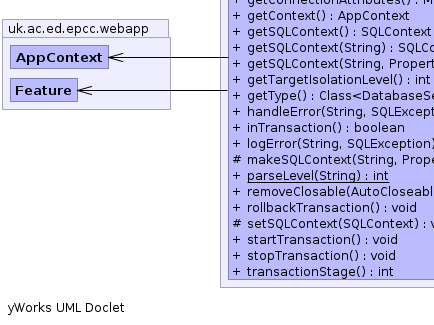 getConnectionAttributes() : M
uk.ac.ed.epcc.webapp
AppContext
Feature
+ getContext() : AppContext
+ getSQLContext() : SQLContext
+ getSQLContext(String) : SQLCo
+ getSQLContext(String, Propert
+ getTargetIsolationLevel() : int
+ getType() : Class<DatabaseSe
+ handleError(String, SQLExcep
+ inTransaction() : boolean
+ logError(String, SQLException)
# makeSQLContext(String, Prope
+ parseLevel(String) : int
+ removeClosable(AutoCloseabl
+ rollbackTransaction() : void
# setSQLContext(SQLContext) : v
+ startTransaction() : void
+ stopTransaction() : void
+ transactionStage() : int
yWorks UML Doclet